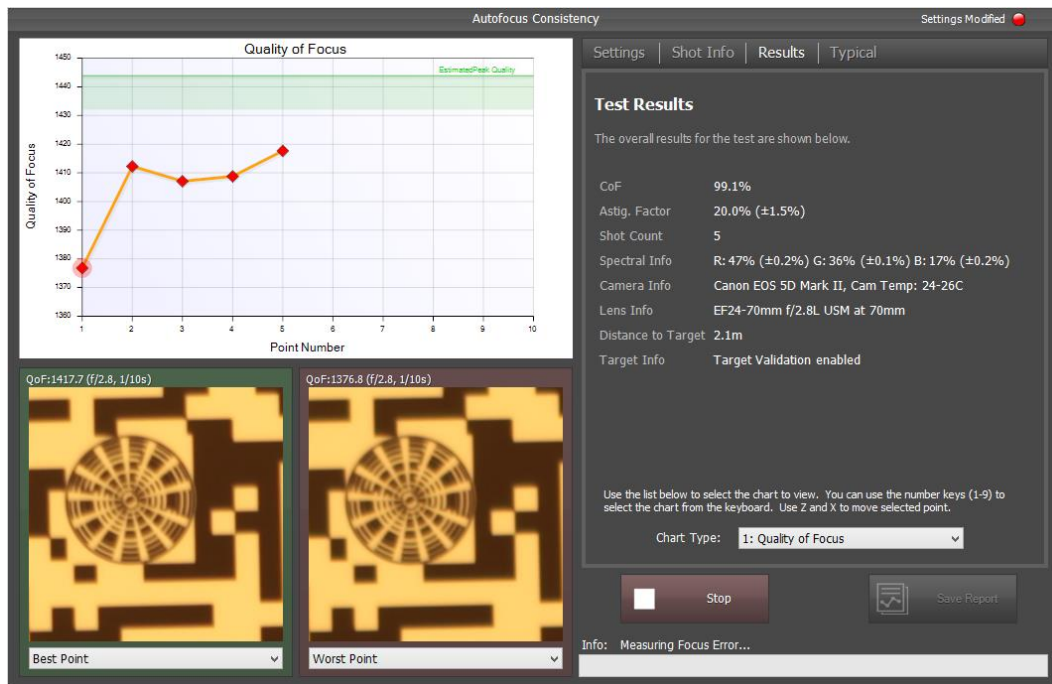 Autofocus Consistency
Settings Modified
Quality of Focus
EstimatedPeak Quality
1450
1440
1430
1420
1410
1400
1390
1380
1370
1360
Quality of Focus
1 2 3 4 5 6 7 8 9 10
Point Number
QoF:1417.7 (f/2.8, 1/10s)
Best Point
QoF:1376.8 (f/2.8, 1/10s)
Worst Point
Settings Shot Info Results Typical
Test Results
The overall results for the test are shown below.
CoF 99.1%
Astig. Factor 20.0% (±1.5%)
Shot Count 5
Spectral Info R: 47% (±0.2%) G: 36% (±0.1%) B: 17% (±0.2%)
Camera Info Canon EOS 5D Mark II, Cam Temp: 24-26C
Lens Info EF24-70mm f/2.8L USM at 70mm
Distance to Target 2.1m
Target Info Target Validation enabled
Use the list below to select the chart to view. You can use the number keys (1-9) to
select the chart from the keyboard. Use Z and X to move selected point.
Chart Type: 1: Quality of Focus
Stop
Save Report
Info: Measuring Focus Error...